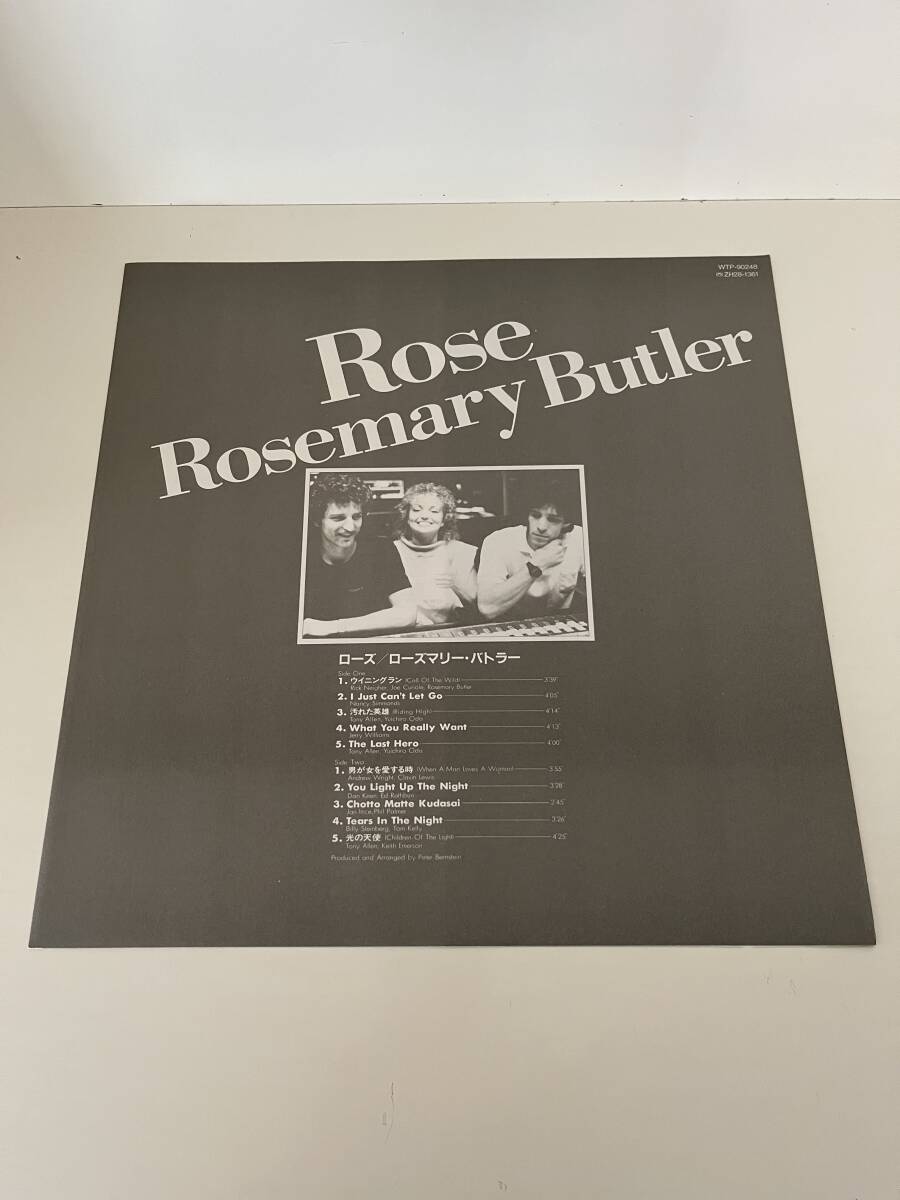 WTP-90248
ZH28-1361
Rose
Rosemary Butler
ローズ/ローズマリー・バトラー
Side One
1. ウイニングラン (Call Of The Wild) 3'39"
Rick Neigher, Joe Curiale, Rosemary Butler
2. I Just Can't Let Go 4'05"
Nancy Simmonds
3. 汚れた英雄 (Riding High) 4'14"
Tony Allen, Yuichiro Oda
4. What You Really Want 4'13"
Jerry Williams
5. The Last Hero 4'00"
Tony Allen, Yuichiro Oda
Side Two
1. 男が女を愛する時 (When A Man Loves A Woman) 3'55"
Andrew Wright, Clavin Lewis
2. You Light Up The Night 3'28"
Dan Keen, Ed Rathbun
3. Chotto Matte Kudasai 2'45"
Jan Ince, Phil Palmer
4. Tears In The Night 3'26"
Billy Steinberg, Tom Kelly
5. 光の天使 (Children Of The Light) 4'25"
Tony Allen, Keith Emerson
Produced and Arranged by Peter Bernstein